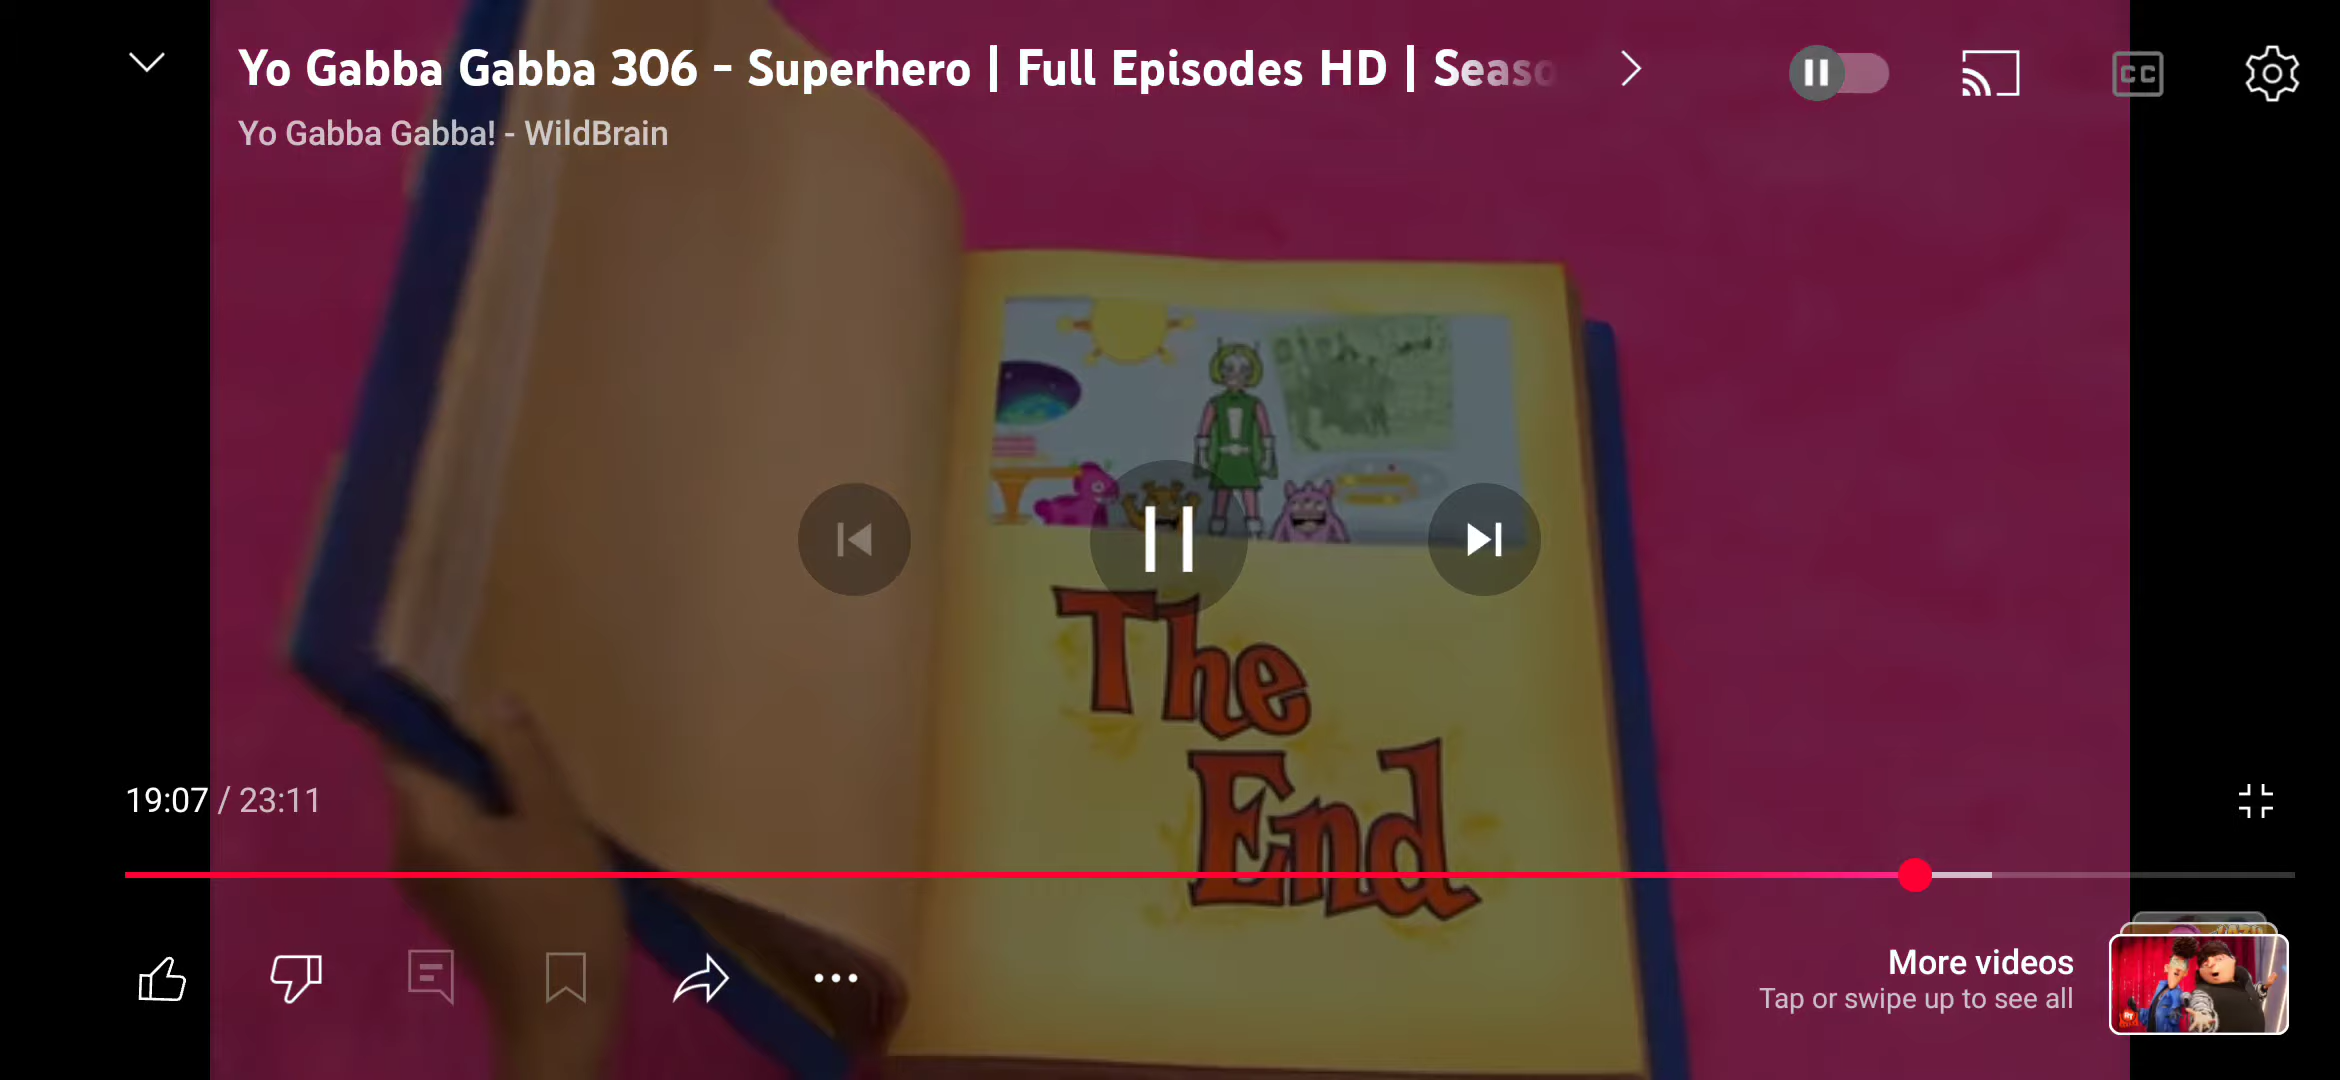 Yo Gabba Gabba 306 - Superhero | Full Episodes HD | Seaso
Yo Gabba Gabba! - WildBrain
CC
The
End
19:07 / 23:11
More videos
Tap or swipe up to see all